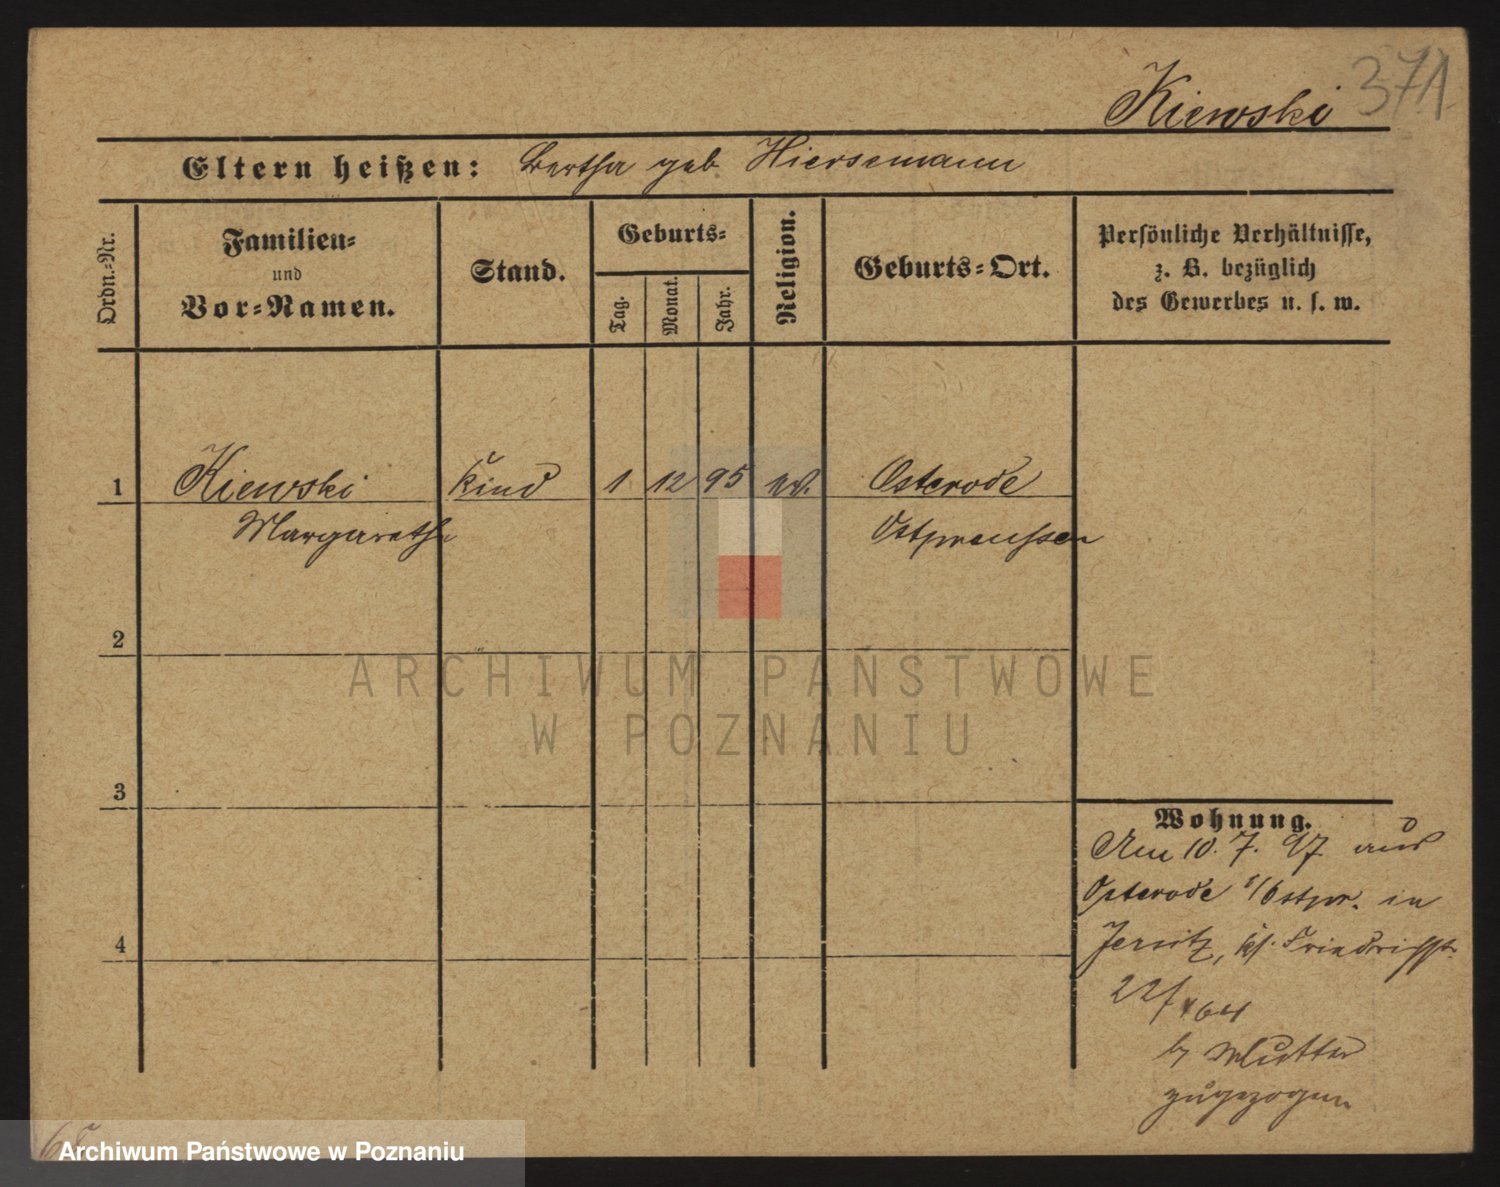 Kiewski 371
Eltern heißen: Bertha geb. Hiersemann
Ordn.-Nr.
Familien-
und
Vor-Namen.
Stand.
Geburts-
Tag.
Monat.
Jahr.
Religion.
Geburts-Ort.
Persönliche Verhältnisse,
z. B. bezüglich
des Gewerbes u. s. w.
1 Kiewski Kind 1 12 95 ev. Osterode
Margarethe Ostpreussen
2
ARCHIWUM PAŃSTWOWE
W POZNANIU
3
Wohnung.
Am 10. 7. 97 aus
Osterode i/Ostpr. in
4
Jersitz, Friedrichstr.
22/
b. Mutter
zugezogen
Archiwum Państwowe w Poznaniu